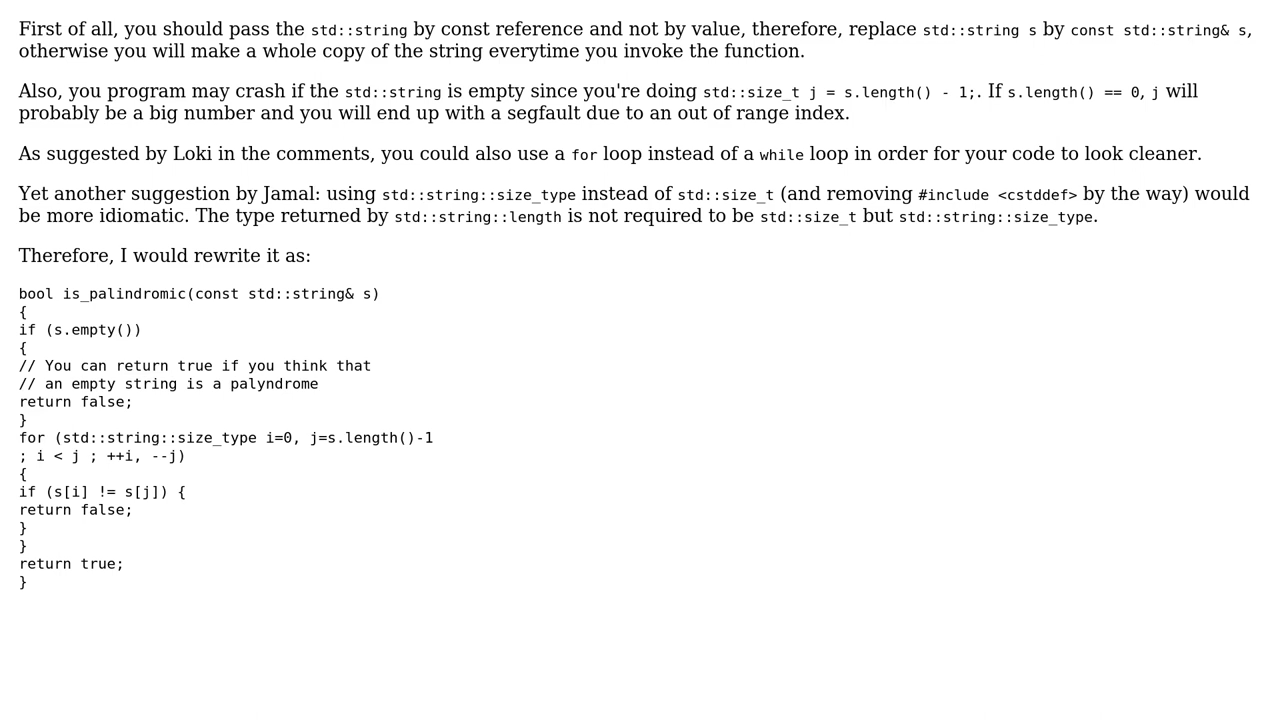 First of all, you should pass the std::string by const reference and not by value, therefore, replace std::string s by const std::string& s,
otherwise you will make a whole copy of the string everytime you invoke the function.
Also, you program may crash if the std::string is empty since you're doing std::size_t j = s.length() - 1;. If s.length() == 0, j will
probably be a big number and you will end up with a segfault due to an out of range index.
As suggested by Loki in the comments, you could also use a for loop instead of a while loop in order for your code to look cleaner.
Yet another suggestion by Jamal: using std::string::size_type instead of std::size_t (and removing #include <cstddef> by the way) would
be more idiomatic. The type returned by std::string::length is not required to be std::size_t but std::string::size_type.
Therefore, I would rewrite it as:
bool is_palindromic(const std::string& s)
{
if (s.empty())
{
// You can return true if you think that
// an empty string is a palyndrome
return false;
}
for (std::string::size_type i=0, j=s.length()-1
; i < j ; ++i, --j)
{
if (s[i] != s[j]) {
return false;
}
}
return true;
}